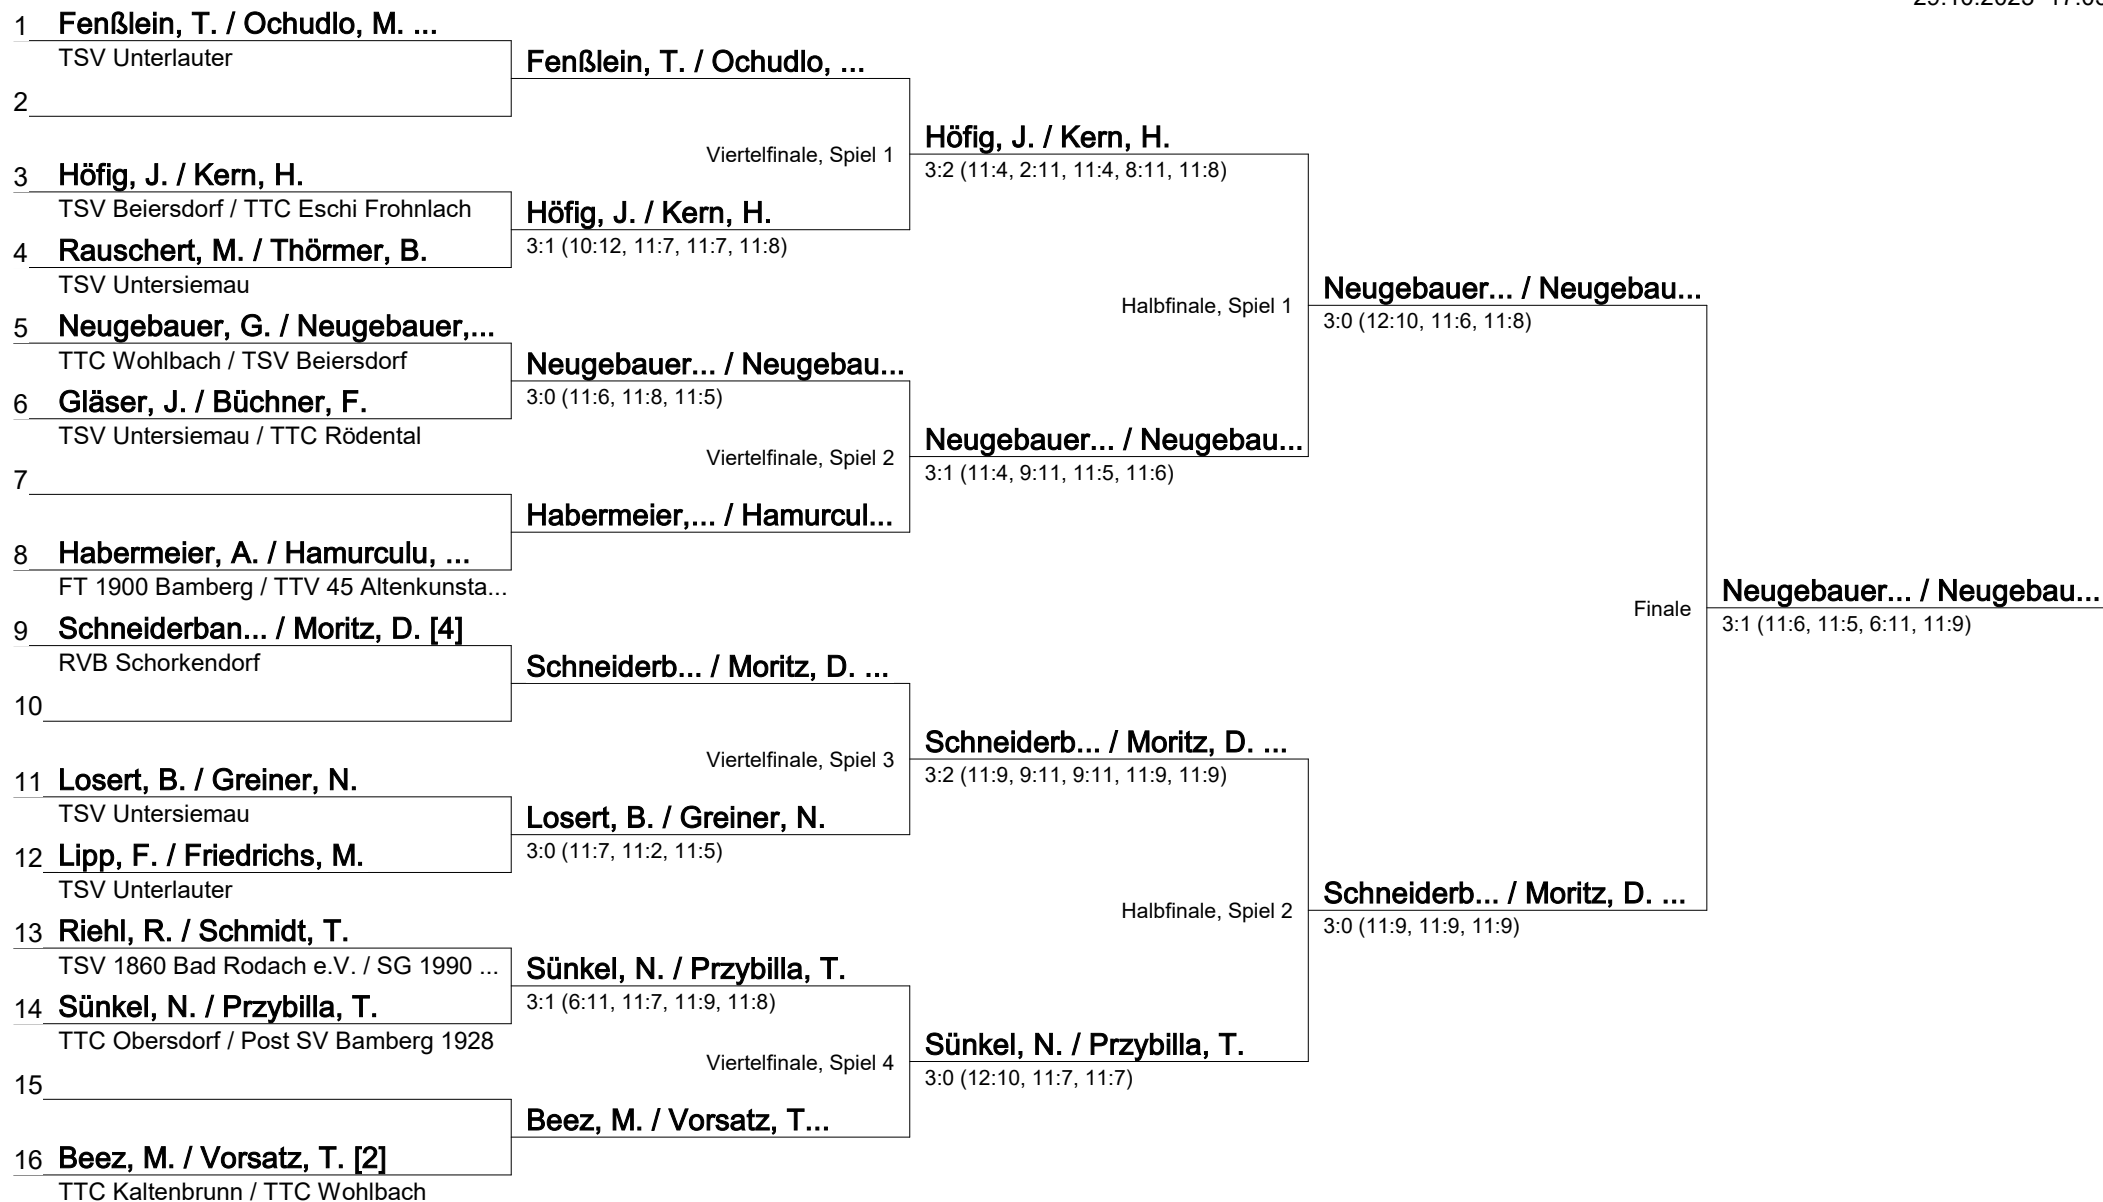 1 Fenßlein, T. / Ochudlo, M. ...
TSV Unterlauter
2
3 Höfig, J. / Kern, H.
TSV Beiersdorf / TTC Eschi Frohnlach
4 Rauschert, M. / Thörmer, B.
TSV Untersiemau
5 Neugebauer, G. / Neugebauer,...
TTC Wohlbach / TSV Beiersdorf
6 Gläser, J. / Büchner, F.
TSV Untersiemau / TTC Rödental
7
8 Habermeier, A. / Hamurculu, ...
FT 1900 Bamberg / TTV 45 Altenkunsta...
9 Schneiderban... / Moritz, D. [4]
RVB Schorkendorf
10
11 Losert, B. / Greiner, N.
TSV Untersiemau
12 Lipp, F. / Friedrichs, M.
TSV Unterlauter
13 Riehl, R. / Schmidt, T.
TSV 1860 Bad Rodach e.V. / SG 1990 ...
14 Sünkel, N. / Przybilla, T.
TTC Obersdorf / Post SV Bamberg 1928
15
16 Beez, M. / Vorsatz, T. [2]
TTC Kaltenbrunn / TTC Wohlbach
Fenßlein, T. / Ochudlo, ...
Viertelfinale, Spiel 1
Höfig, J. / Kern, H.
3:1 (10:12, 11:7, 11:7, 11:8)
Neugebauer... / Neugebau...
3:0 (11:6, 11:8, 11:5)
Viertelfinale, Spiel 2
Habermeier,... / Hamurcul...
Schneiderb... / Moritz, D. ...
Viertelfinale, Spiel 3
Losert, B. / Greiner, N.
3:0 (11:7, 11:2, 11:5)
Sünkel, N. / Przybilla, T.
3:1 (6:11, 11:7, 11:9, 11:8)
Viertelfinale, Spiel 4
Beez, M. / Vorsatz, T...
Höfig, J. / Kern, H.
3:2 (11:4, 2:11, 11:4, 8:11, 11:8)
Halbfinale, Spiel 1
Neugebauer... / Neugebau...
3:1 (11:4, 9:11, 11:5, 11:6)
Schneiderb... / Moritz, D. ...
3:2 (11:9, 9:11, 9:11, 11:9, 11:9)
Halbfinale, Spiel 2
Sünkel, N. / Przybilla, T.
3:0 (12:10, 11:7, 11:7)
Neugebauer... / Neugebau...
3:0 (12:10, 11:6, 11:8)
Finale
Schneiderb... / Moritz, D. ...
3:0 (11:9, 11:9, 11:9)
Neugebauer... / Neugebau...
3:1 (11:6, 11:5, 6:11, 11:9)